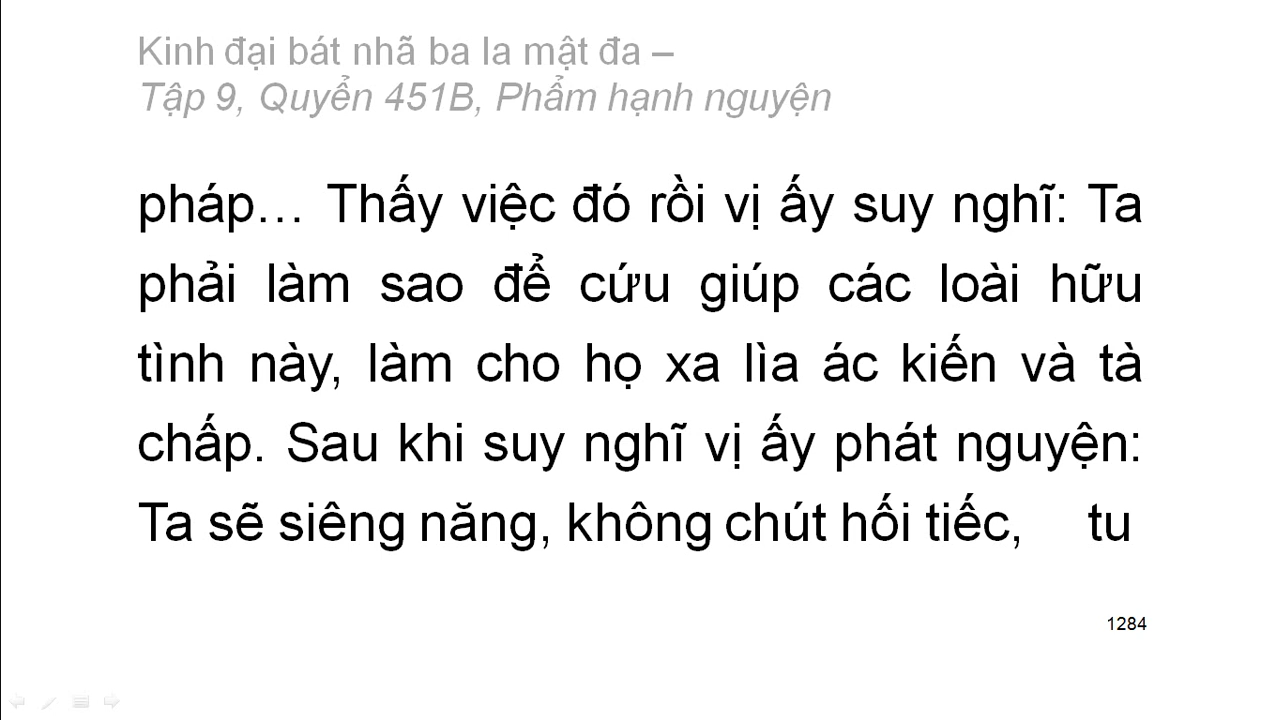 Kinh đại bát nhã ba la mật đa –
Tập 9, Quyển 451B, Phẩm hạnh nguyện
pháp… Thấy việc đó rồi vị ấy suy nghĩ: Ta
phải làm sao để cứu giúp các loài hữu
tình này, làm cho họ xa lìa ác kiến và tà
chấp. Sau khi suy nghĩ vị ấy phát nguyện:
Ta sẽ siêng năng, không chút hối tiếc, tu
1284